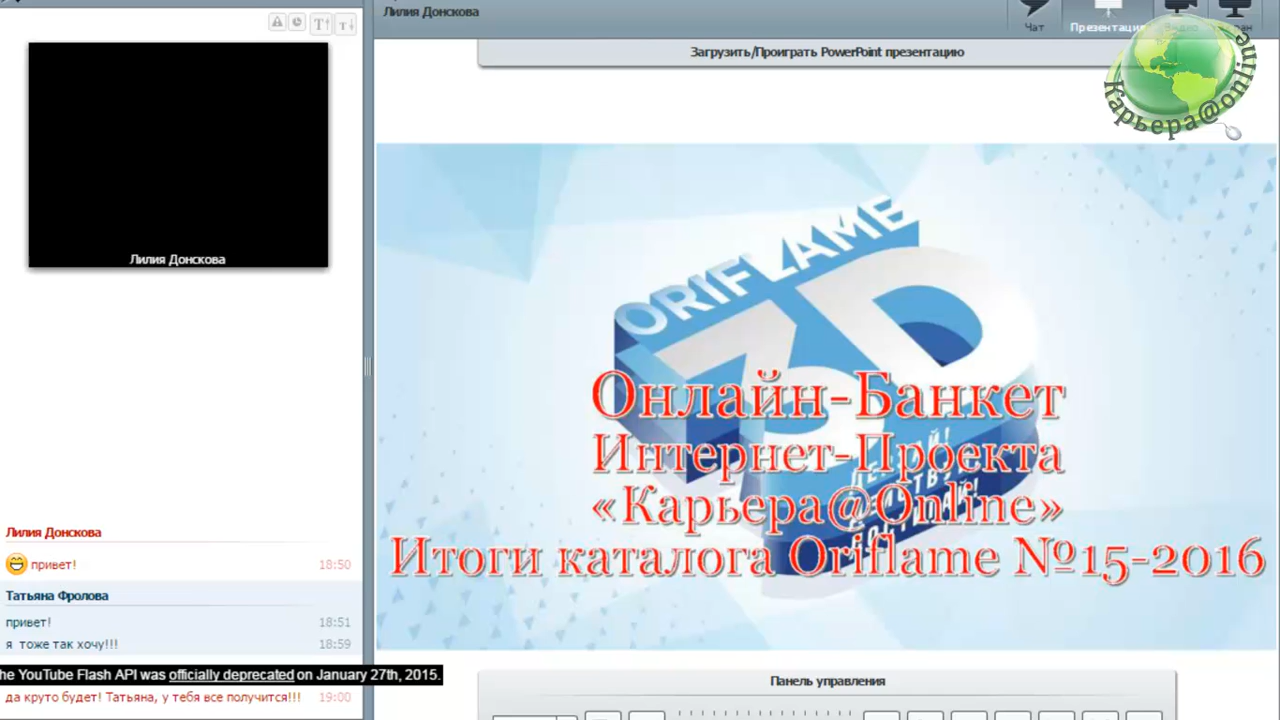 Лилия Донскова
Чат
Презентация
Загрузить/Проиграть PowerPoint презентацию
Карьера@online
Лилия Донскова
ORIFLAME
3D
Онлайн-Банкет
Интернет-Проекта
«Карьера@Online»
Итоги каталога Oriflame №15-2016
Лилия Донскова
привет! 18:50
Татьяна Фролова
привет! 18:51
я тоже так хочу!!! 18:59
he YouTube Flash API was officially deprecated on January 27th, 2015.
да круто будет! Татьяна, у тебя все получится!!! 19:00
Панель управления